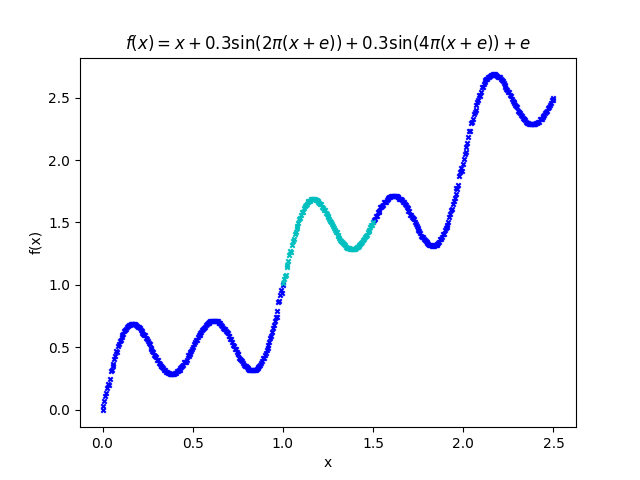 f(x) = x + 0.3sin(2π(x + e)) + 0.3sin(4π(x + e)) + e
f(x)
2.5
2.0
1.5
1.0
0.5
0.0
0.0 0.5 1.0 1.5 2.0 2.5
x